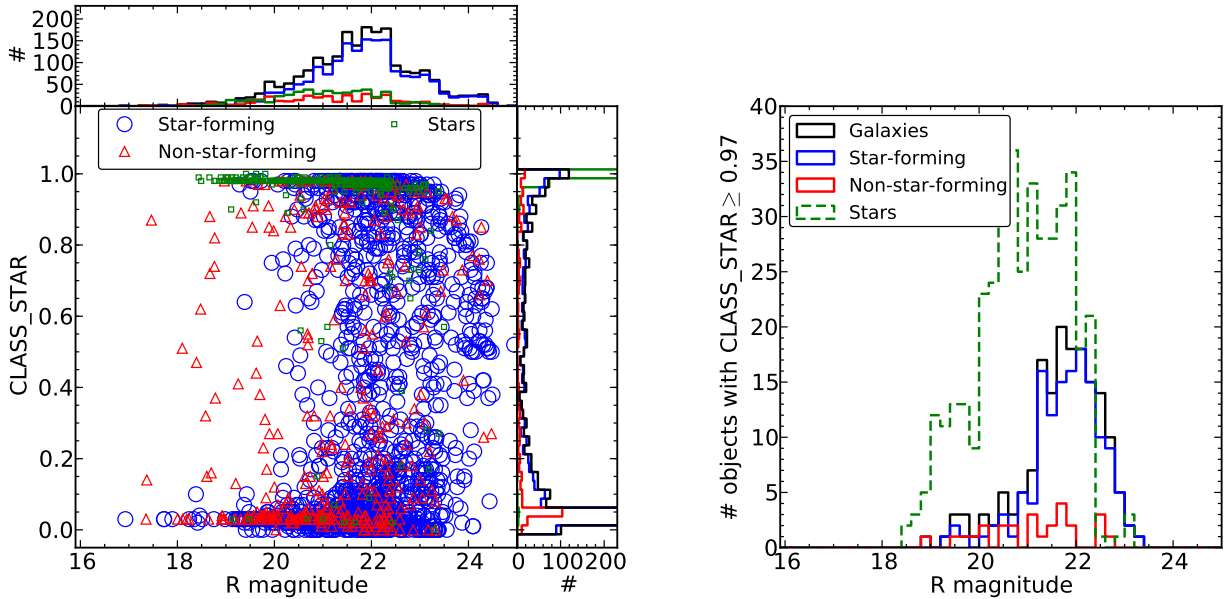 200
150
100
50
0
#
Star-forming
Stars
Non-star-forming
1.0
0.8
0.6
0.4
0.2
0.0
CLASS_STAR
16 18 20 22 24
R magnitude
0 100 200
#
40
35
30
25
20
15
10
5
0
# objects with CLASS_STAR ≥ 0.97
Galaxies
Star-forming
Non-star-forming
Stars
16 18 20 22 24
R magnitude